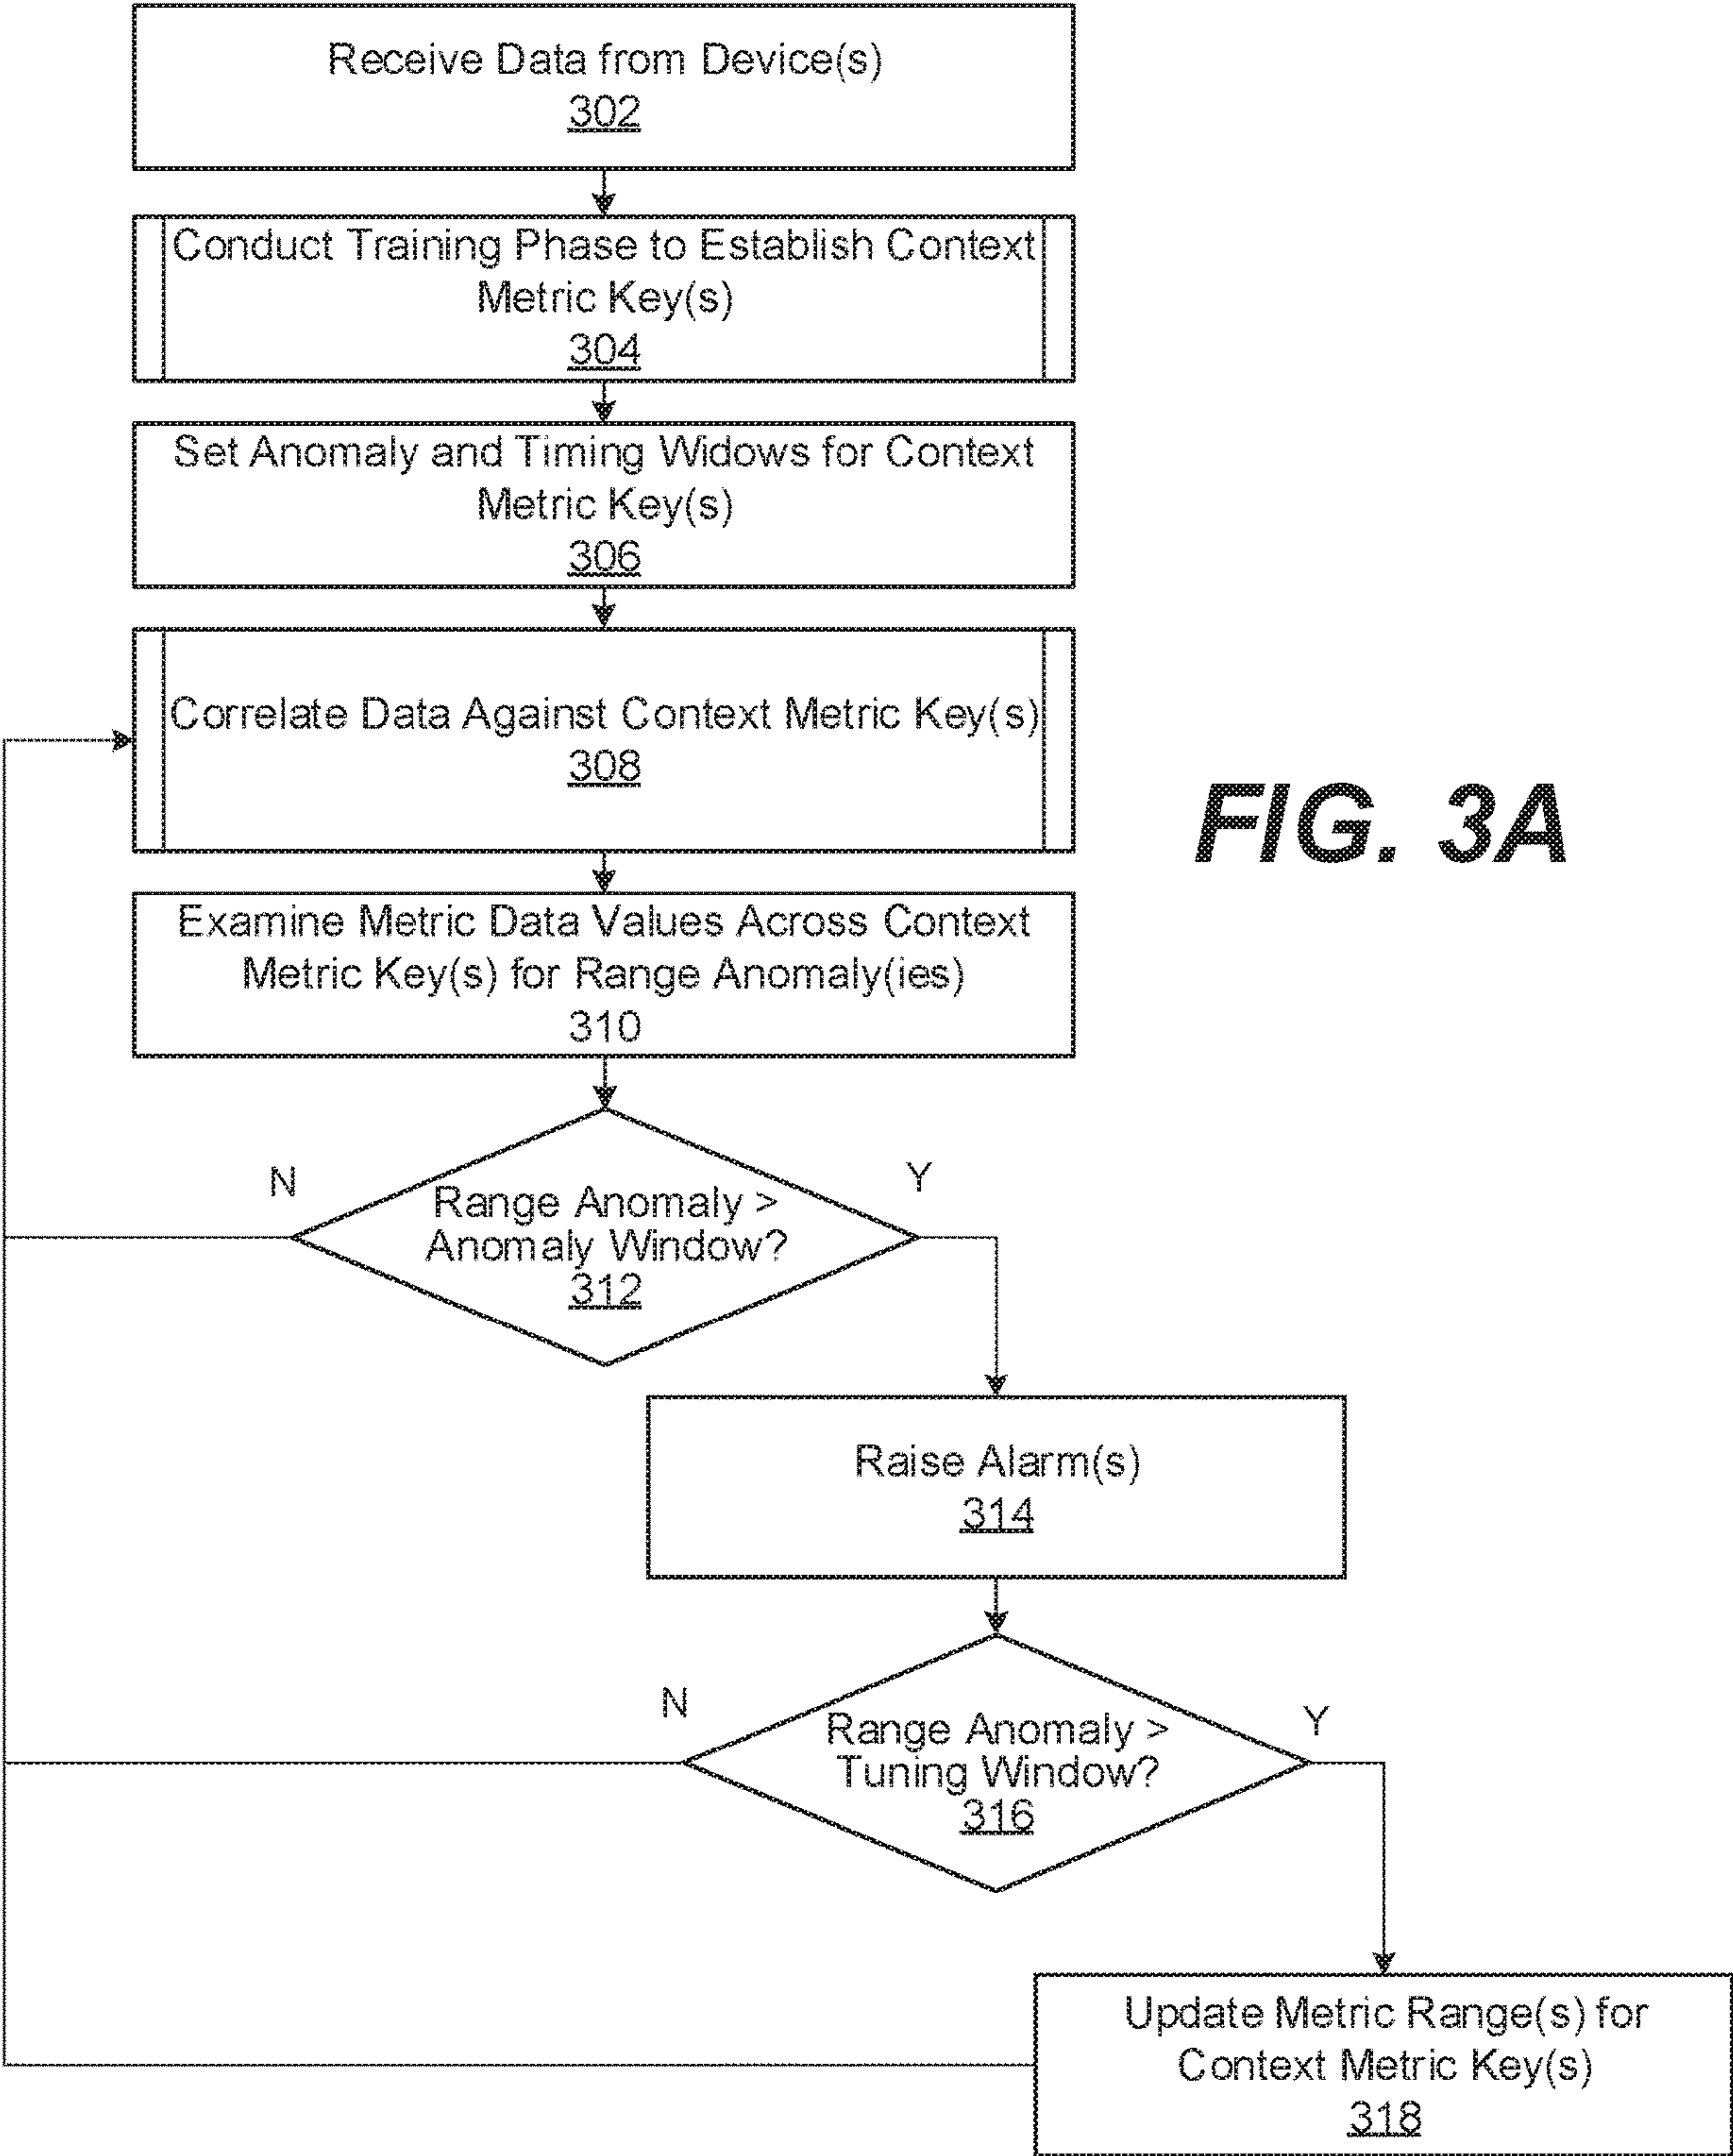 Receive Data from Device(s)
302
Conduct Training Phase to Establish Context
Metric Key(s)
304
Set Anomaly and Timing Widows for Context
Metric Key(s)
306
Correlate Data Against Context Metric Key(s)
308
FIG. 3A
Examine Metric Data Values Across Context
Metric Key(s) for Range Anomaly(ies)
310
N
Y
Range Anomaly >
Anomaly Window?
312
Raise Alarm(s)
314
N
Y
Range Anomaly >
Tuning Window?
316
Update Metric Range(s) for
Context Metric Key(s)
318